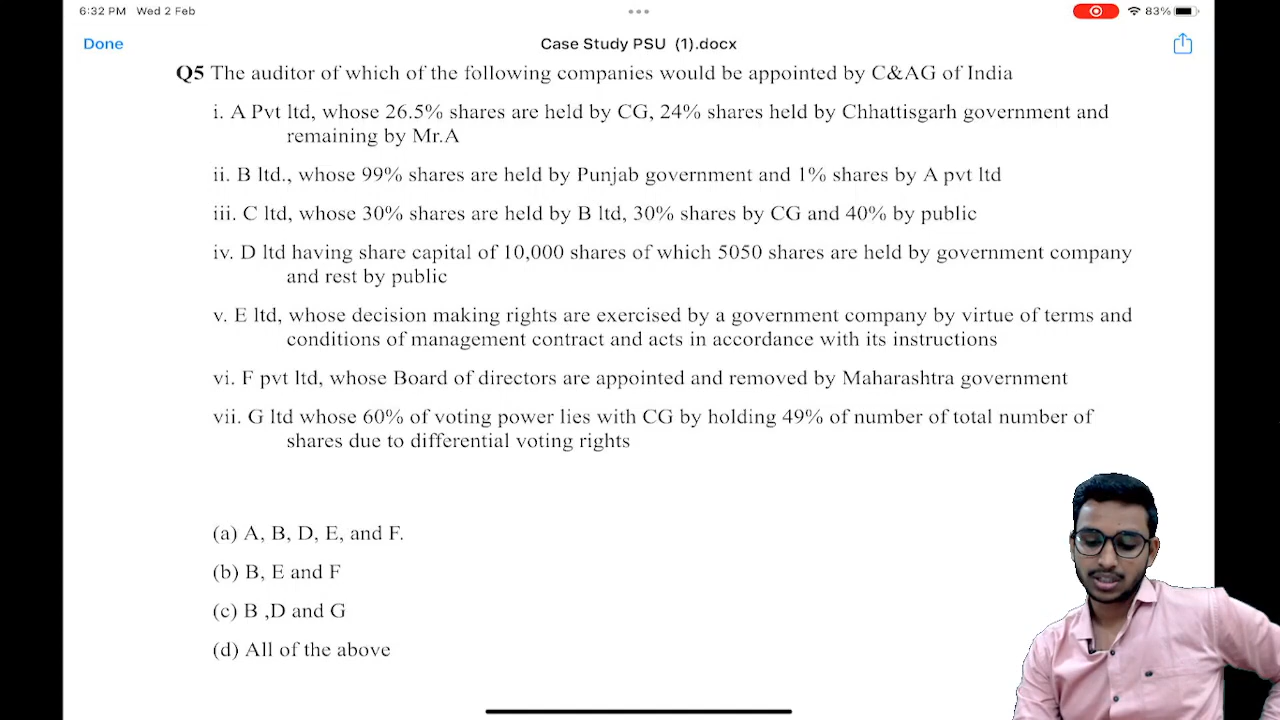 6:32 PM Wed 2 Feb
83%
Done
Case Study PSU (1).docx
Q5 The auditor of which of the following companies would be appointed by C&AG of India
i. A Pvt ltd, whose 26.5% shares are held by CG, 24% shares held by Chhattisgarh government and
remaining by Mr.A
ii. B ltd., whose 99% shares are held by Punjab government and 1% shares by A pvt ltd
iii. C ltd, whose 30% shares are held by B ltd, 30% shares by CG and 40% by public
iv. D ltd having share capital of 10,000 shares of which 5050 shares are held by government company
and rest by public
v. E ltd, whose decision making rights are exercised by a government company by virtue of terms and
conditions of management contract and acts in accordance with its instructions
vi. F pvt ltd, whose Board of directors are appointed and removed by Maharashtra government
vii. G ltd whose 60% of voting power lies with CG by holding 49% of number of total number of
shares due to differential voting rights
(a) A, B, D, E, and F.
(b) B, E and F
(c) B ,D and G
(d) All of the above